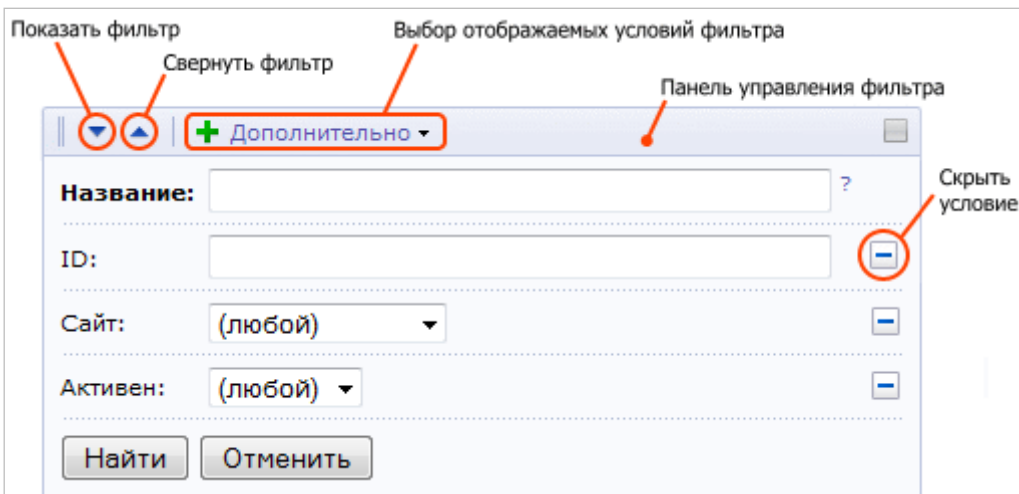 Показать фильтр
Выбор отображаемых условий фильтра
Свернуть фильтр
Панель управления фильтра
Дополнительно
Название:
?
Скрыть
условие
ID:
Сайт:
(любой)
Активен:
(любой)
Найти
Отменить